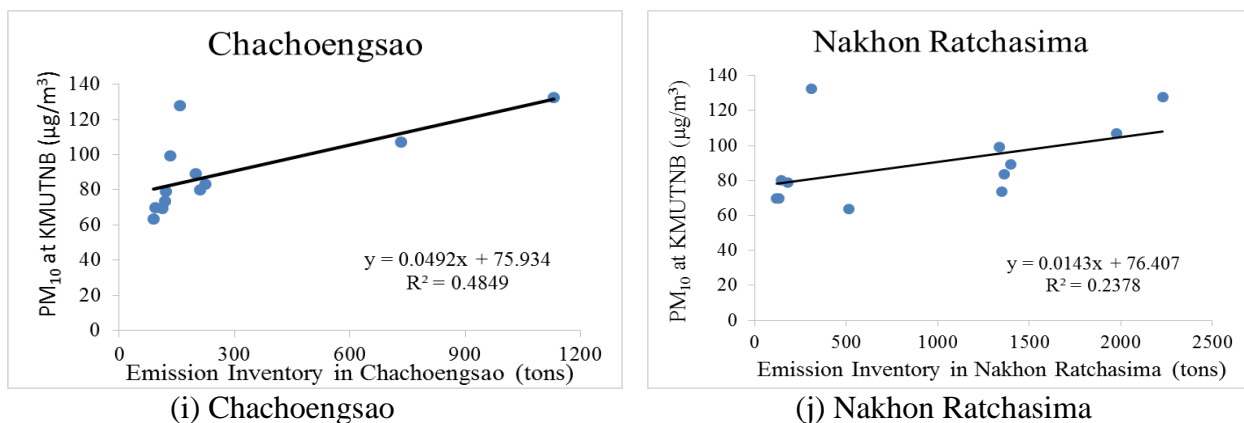 Chachoengsao
PM₁₀ at KMUTNB (µg/m³)
140
120
100
80
60
40
20
0
y = 0.0492x + 75.934
R² = 0.4849
0 300 600 900 1200
Emission Inventory in Chachoengsao (tons)
(i) Chachoengsao
Nakhon Ratchasima
PM₁₀ at KMUTNB (µg/m³)
140
120
100
80
60
40
20
0
y = 0.0143x + 76.407
R² = 0.2378
0 500 1000 1500 2000 2500
Emission Inventory in Nakhon Ratchasima (tons)
(j) Nakhon Ratchasima